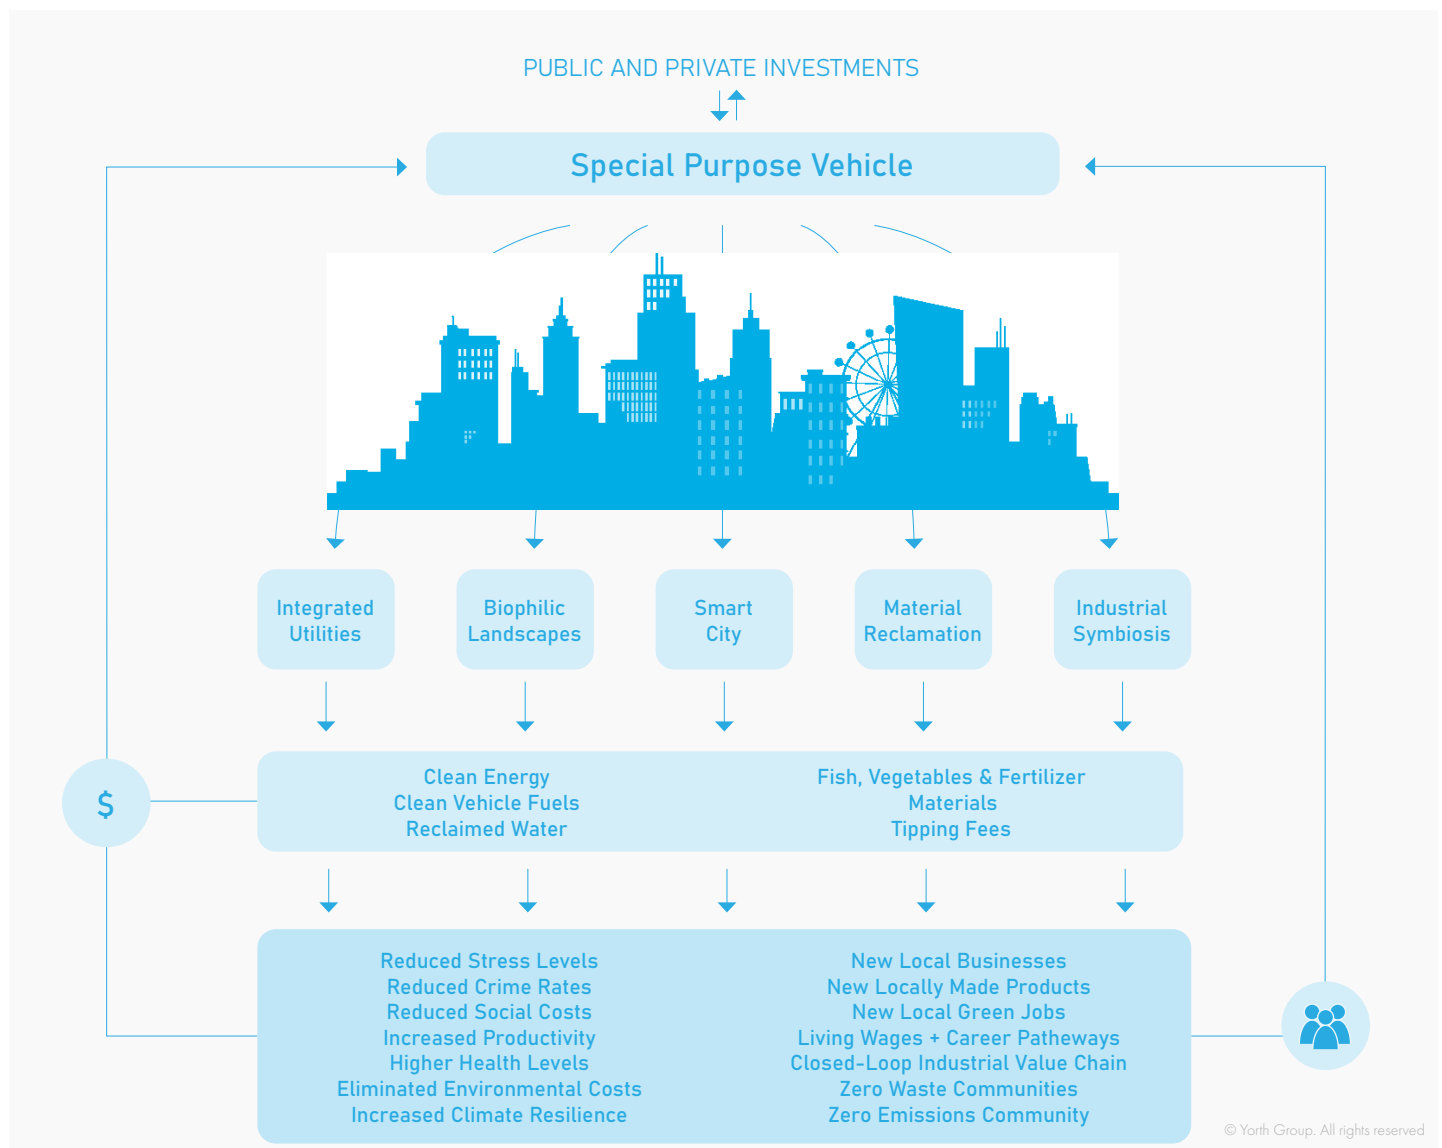 PUBLIC AND PRIVATE INVESTMENTS
Special Purpose Vehicle
Integrated
Utilities
Biophilic
Landscapes
Smart
City
Material
Reclamation
Industrial
Symbiosis
$
Clean Energy
Clean Vehicle Fuels
Reclaimed Water
Fish, Vegetables & Fertilizer
Materials
Tipping Fees
Reduced Stress Levels
Reduced Crime Rates
Reduced Social Costs
Increased Productivity
Higher Health Levels
Eliminated Environmental Costs
Increased Climate Resilience
New Local Businesses
New Locally Made Products
New Local Green Jobs
Living Wages + Career Patheways
Closed-Loop Industrial Value Chain
Zero Waste Communities
Zero Emissions Community
© Yorth Group. All rights reserved